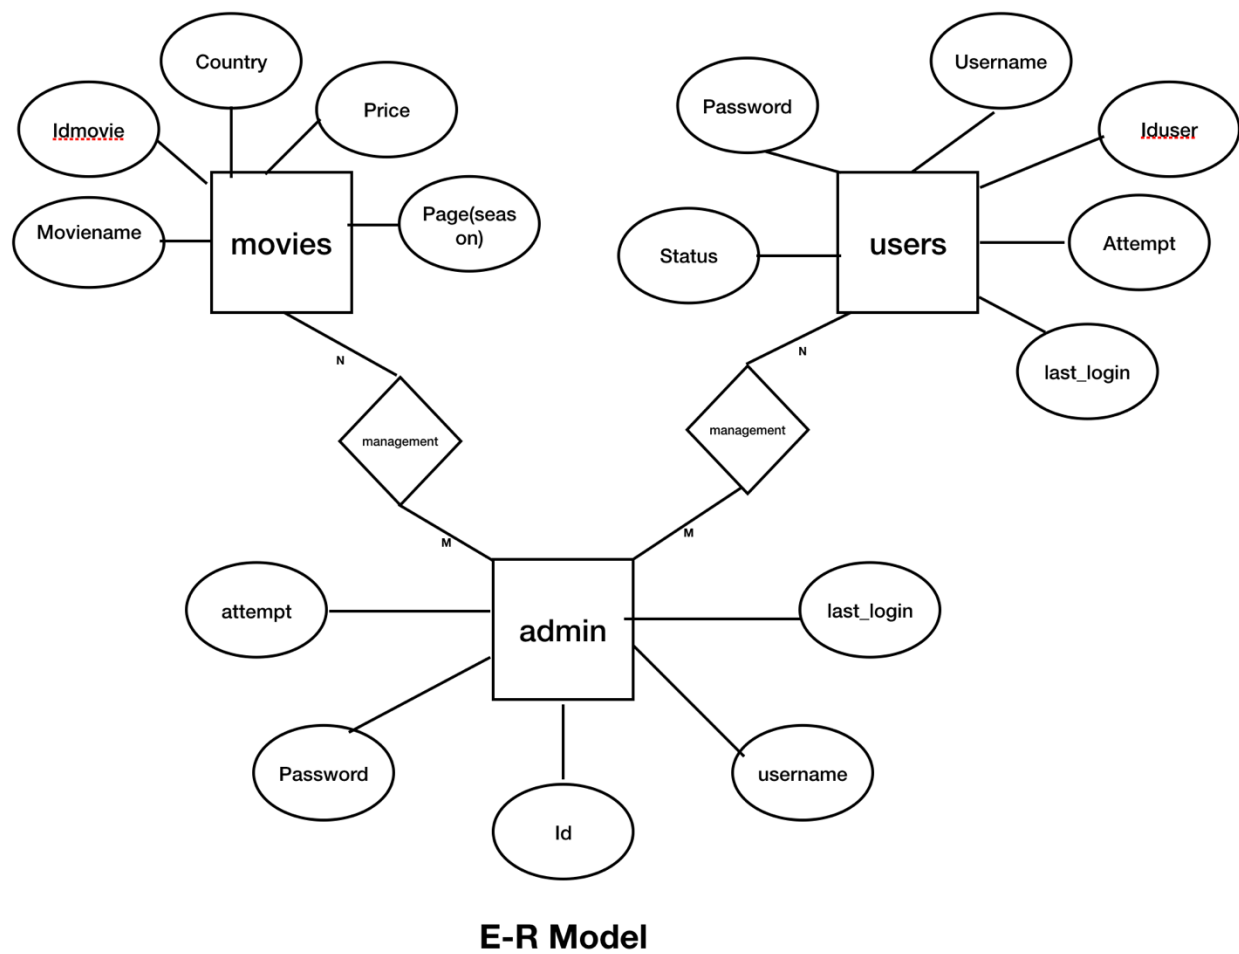 Country
Username
Password
Price
Idmovie
Iduser
Page(seas
on)
Moviename
movies
users
Status
Attempt
N
N
last_login
management
management
M
M
attempt
admin
last_login
Password
username
Id
E-R Model